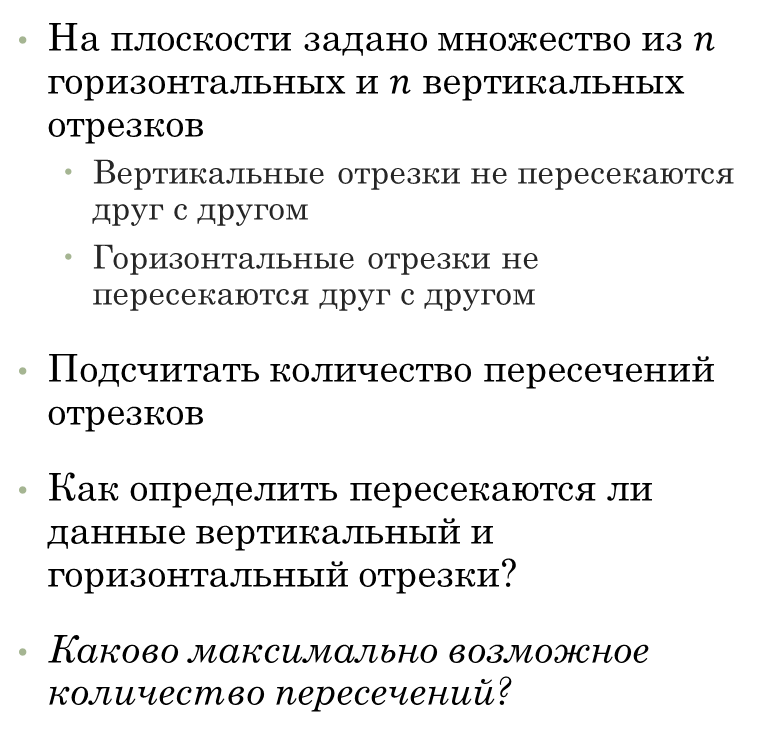 • На плоскости задано множество из n
горизонтальных и n вертикальных
отрезков
• Вертикальные отрезки не пересекаются
друг с другом
• Горизонтальные отрезки не
пересекаются друг с другом
• Подсчитать количество пересечений
отрезков
• Как определить пересекаются ли
данные вертикальный и
горизонтальный отрезки?
• Каково максимально возможное
количество пересечений?